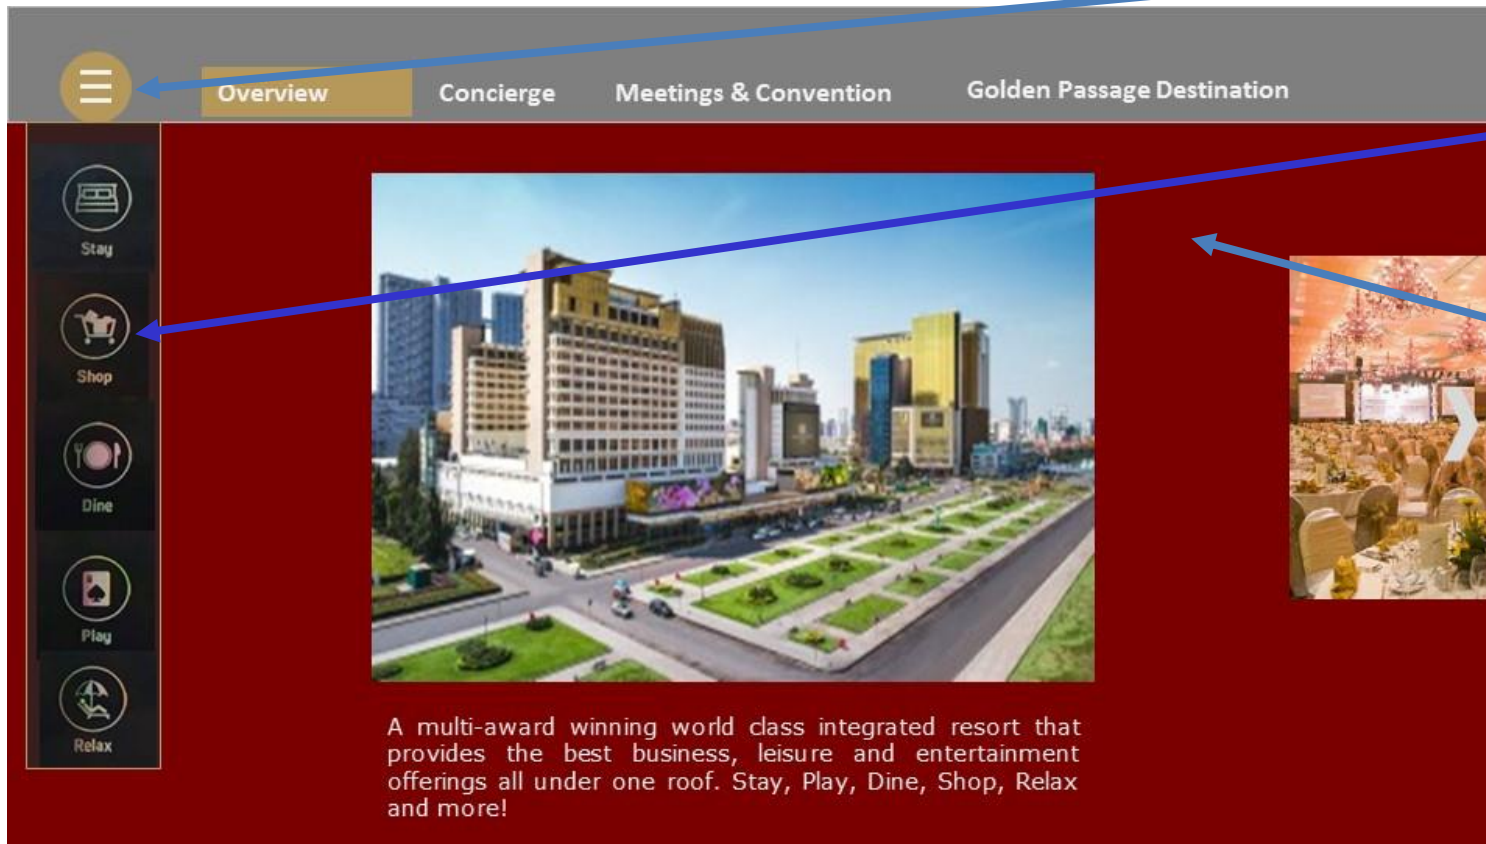 Overview
Concierge
Meetings & Convention
Golden Passage Destination
Stay
Shop
Dine
Play
Relax
A multi-award winning world class integrated resort that
provides the best business, leisure and entertainment
offerings all under one roof. Stay, Play, Dine, Shop, Relax
and more!